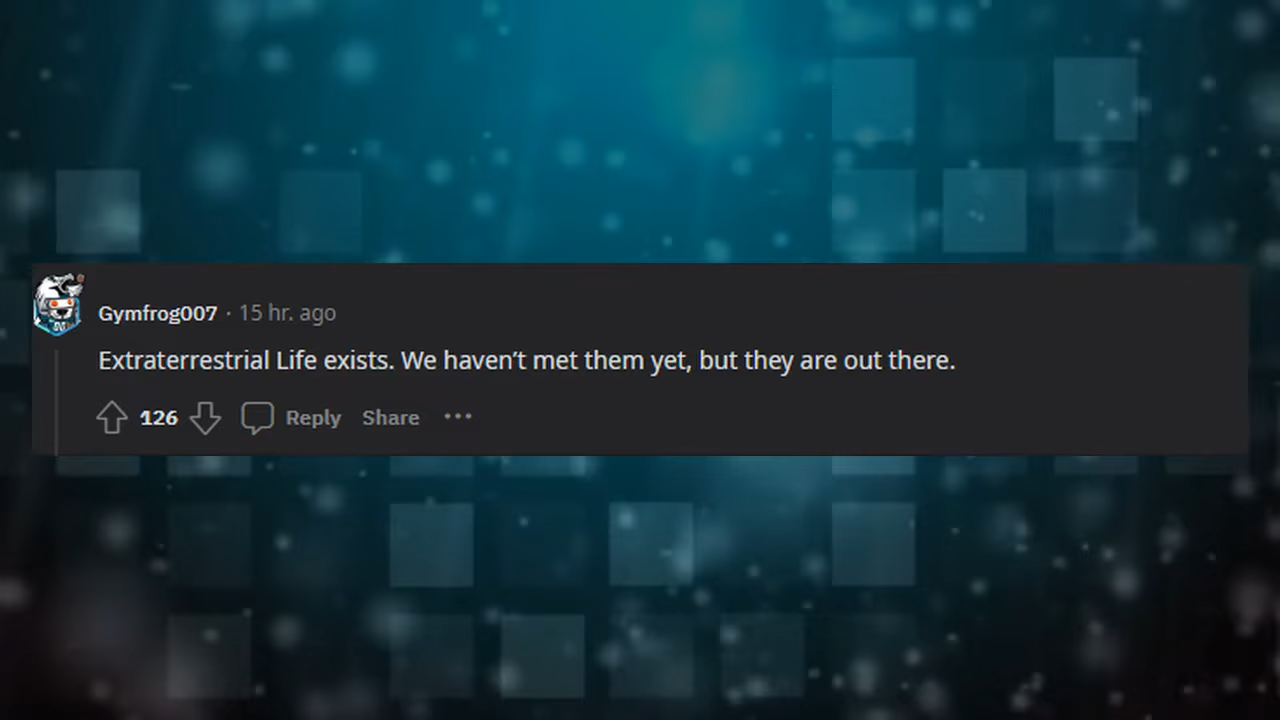 Gymfrog007 · 15 hr. ago
Extraterrestrial Life exists. We haven’t met them yet, but they are out there.
126 Reply Share ···